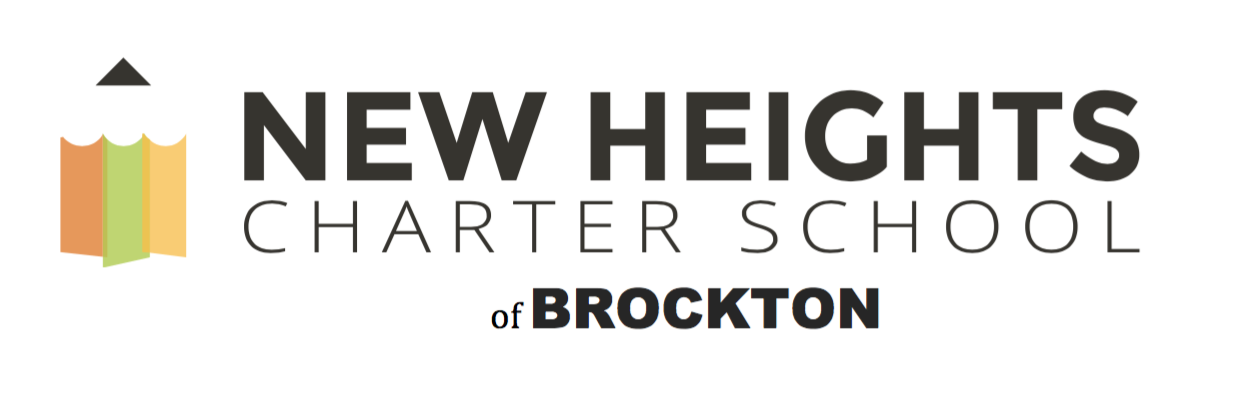 NEW HEIGHTS
CHARTER SCHOOL
of BROCKTON